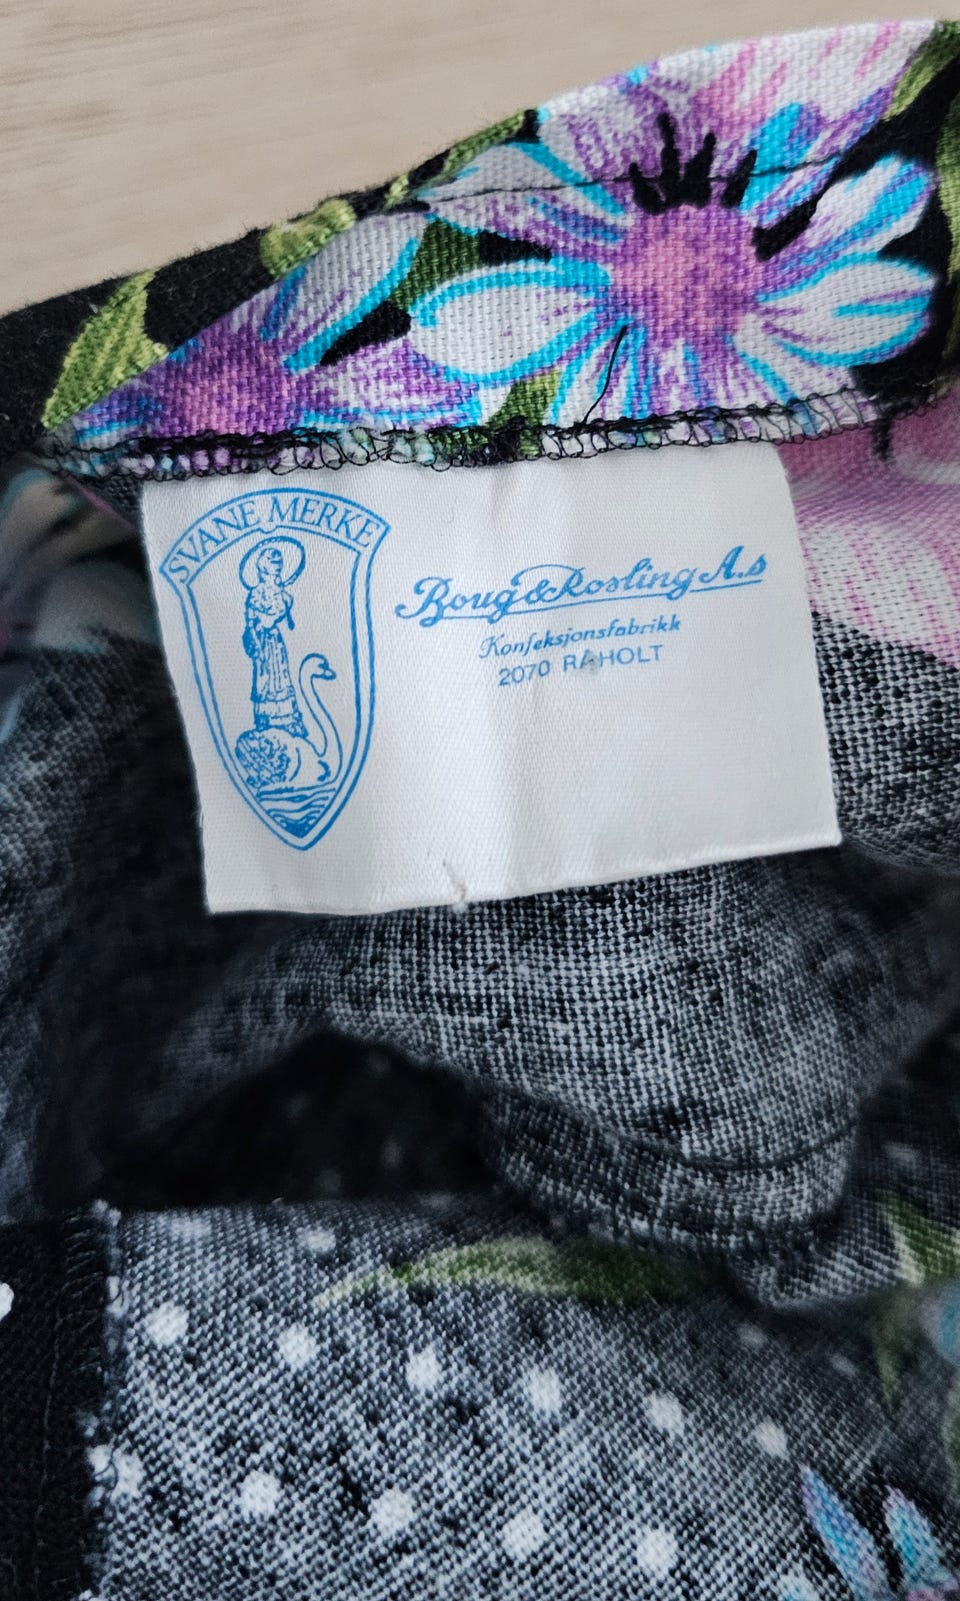 SVANE MERKE
Boug & Rosling A.s
Konfeksjonsfabrikk
2070 RÅHOLT